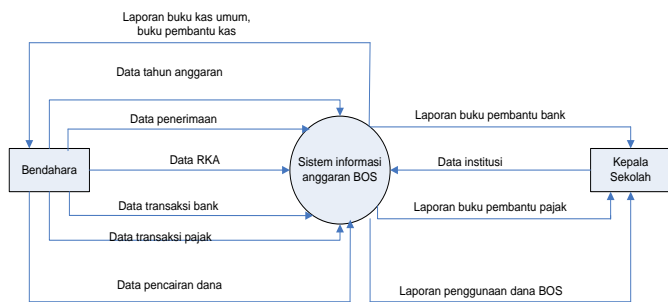 Laporan buku kas umum,
buku pembantu kas
Data tahun anggaran
Data penerimaan
Laporan buku pembantu bank
Bendahara
Data RKA
Sistem informasi
anggaran BOS
Data institusi
Kepala
Sekolah
Data transaksi bank
Laporan buku pembantu pajak
Data transaksi pajak
Data pencairan dana
Laporan penggunaan dana BOS